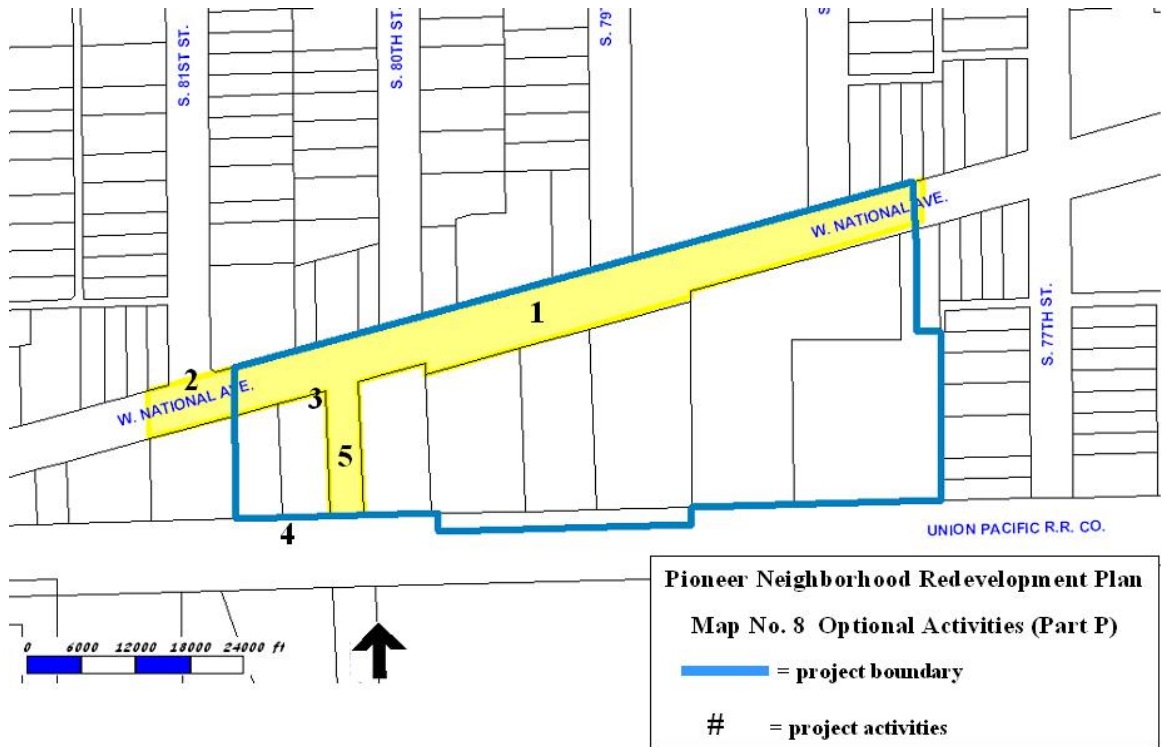 S. 81ST ST.
S. 80TH ST.
S. 79T
S
W. NATIONAL AVE.
1
2
W. NATIONAL AVE.
3
5
S. 77TH ST.
4
UNION PACIFIC R.R. CO.
0 6000 12000 18000 24000 ft
Pioneer Neighborhood Redevelopment Plan
Map No. 8 Optional Activities (Part P)
= project boundary
# = project activities